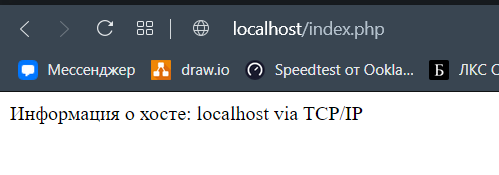 localhost/index.php
Мессенджер draw.io Speedtest от Ookla... Б ЛКС С
Информация о хосте: localhost via TCP/IP